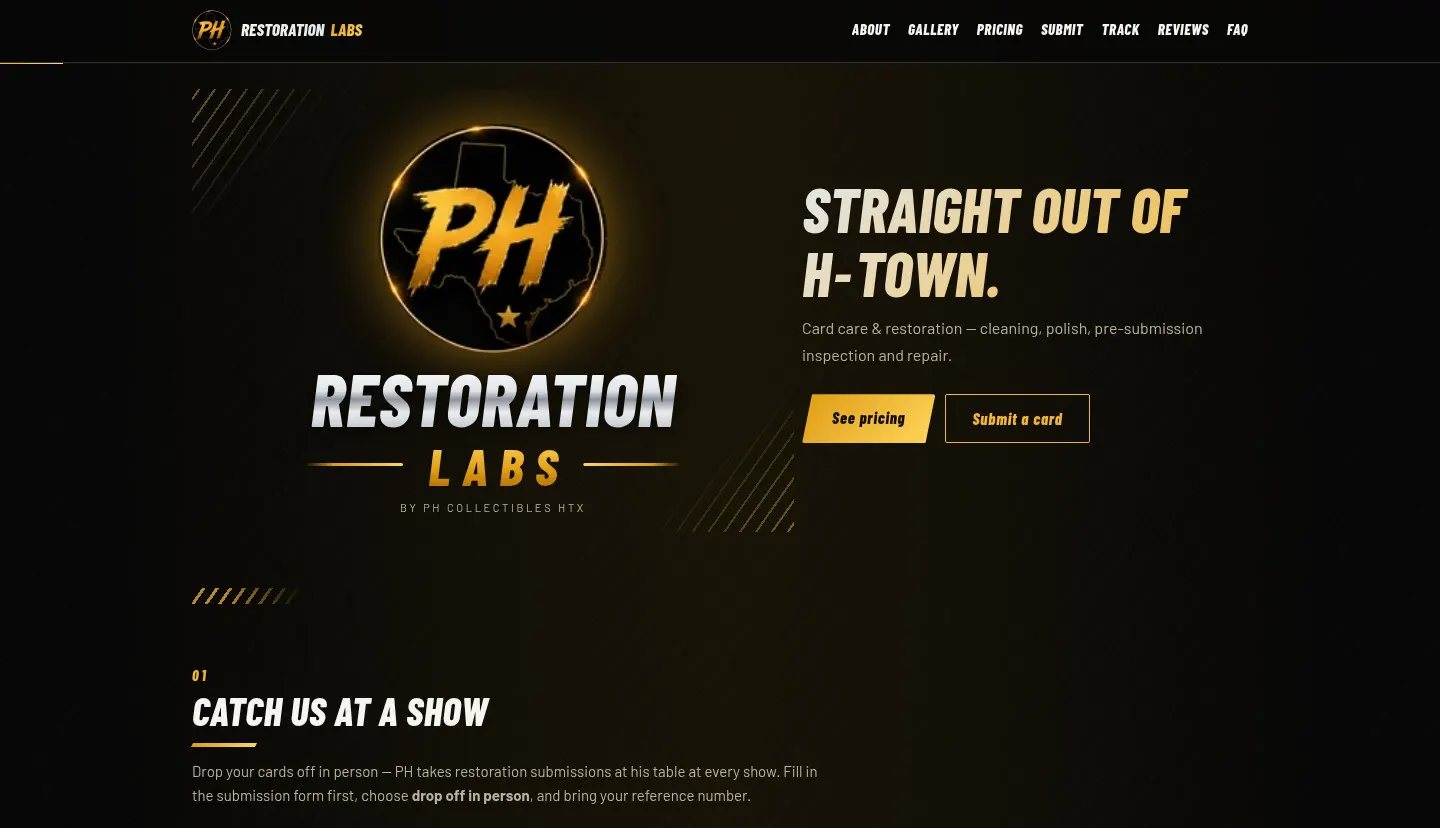 PH RESTORATION LABS
ABOUT GALLERY PRICING SUBMIT TRACK REVIEWS FAQ
PH
RESTORATION
LABS
BY PH COLLECTIBLES HTX
STRAIGHT OUT OF
H-TOWN.
Card care & restoration — cleaning, polish, pre-submission
inspection and repair.
See pricing
Submit a card
01
CATCH US AT A SHOW
Drop your cards off in person — PH takes restoration submissions at his table at every show. Fill in
the submission form first, choose drop off in person, and bring your reference number.